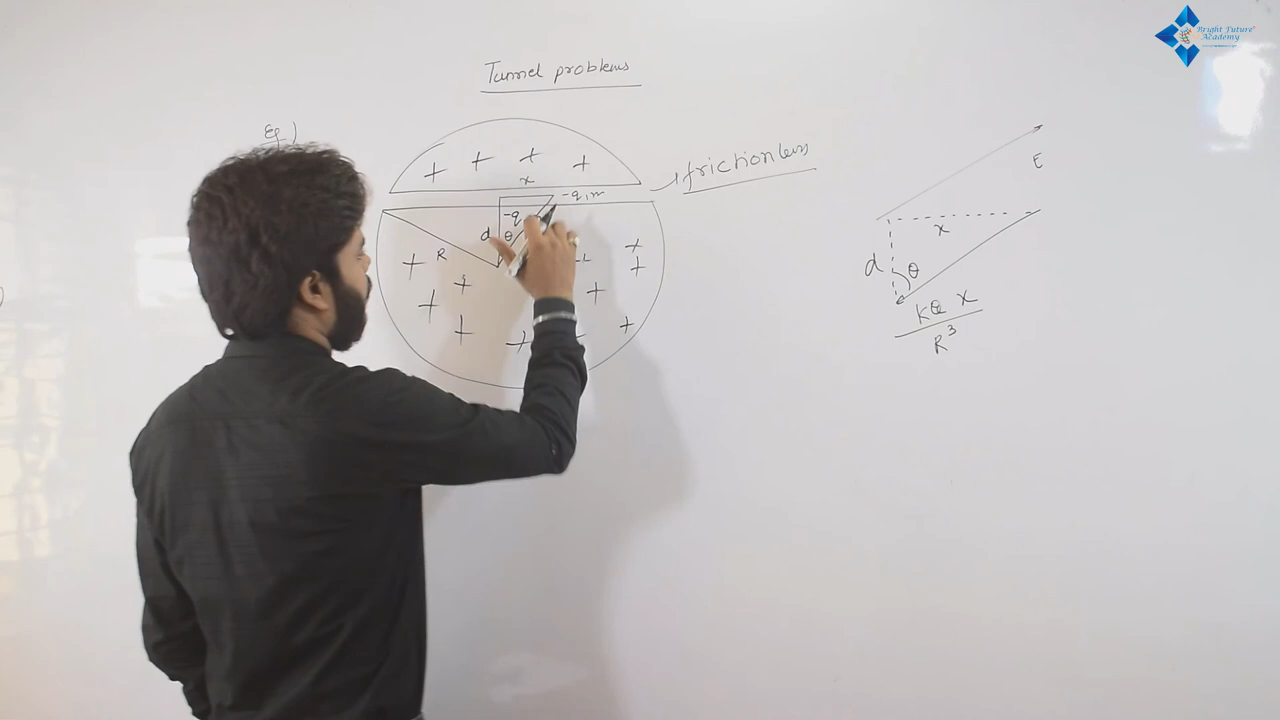 Bright Future
Academy
Tunnel problems
Eg)
+ + + +
x
frictionless
-q, m
-q
d
θ
R
+ + + + + + + + +
E
x
d
θ
kQ x
R³